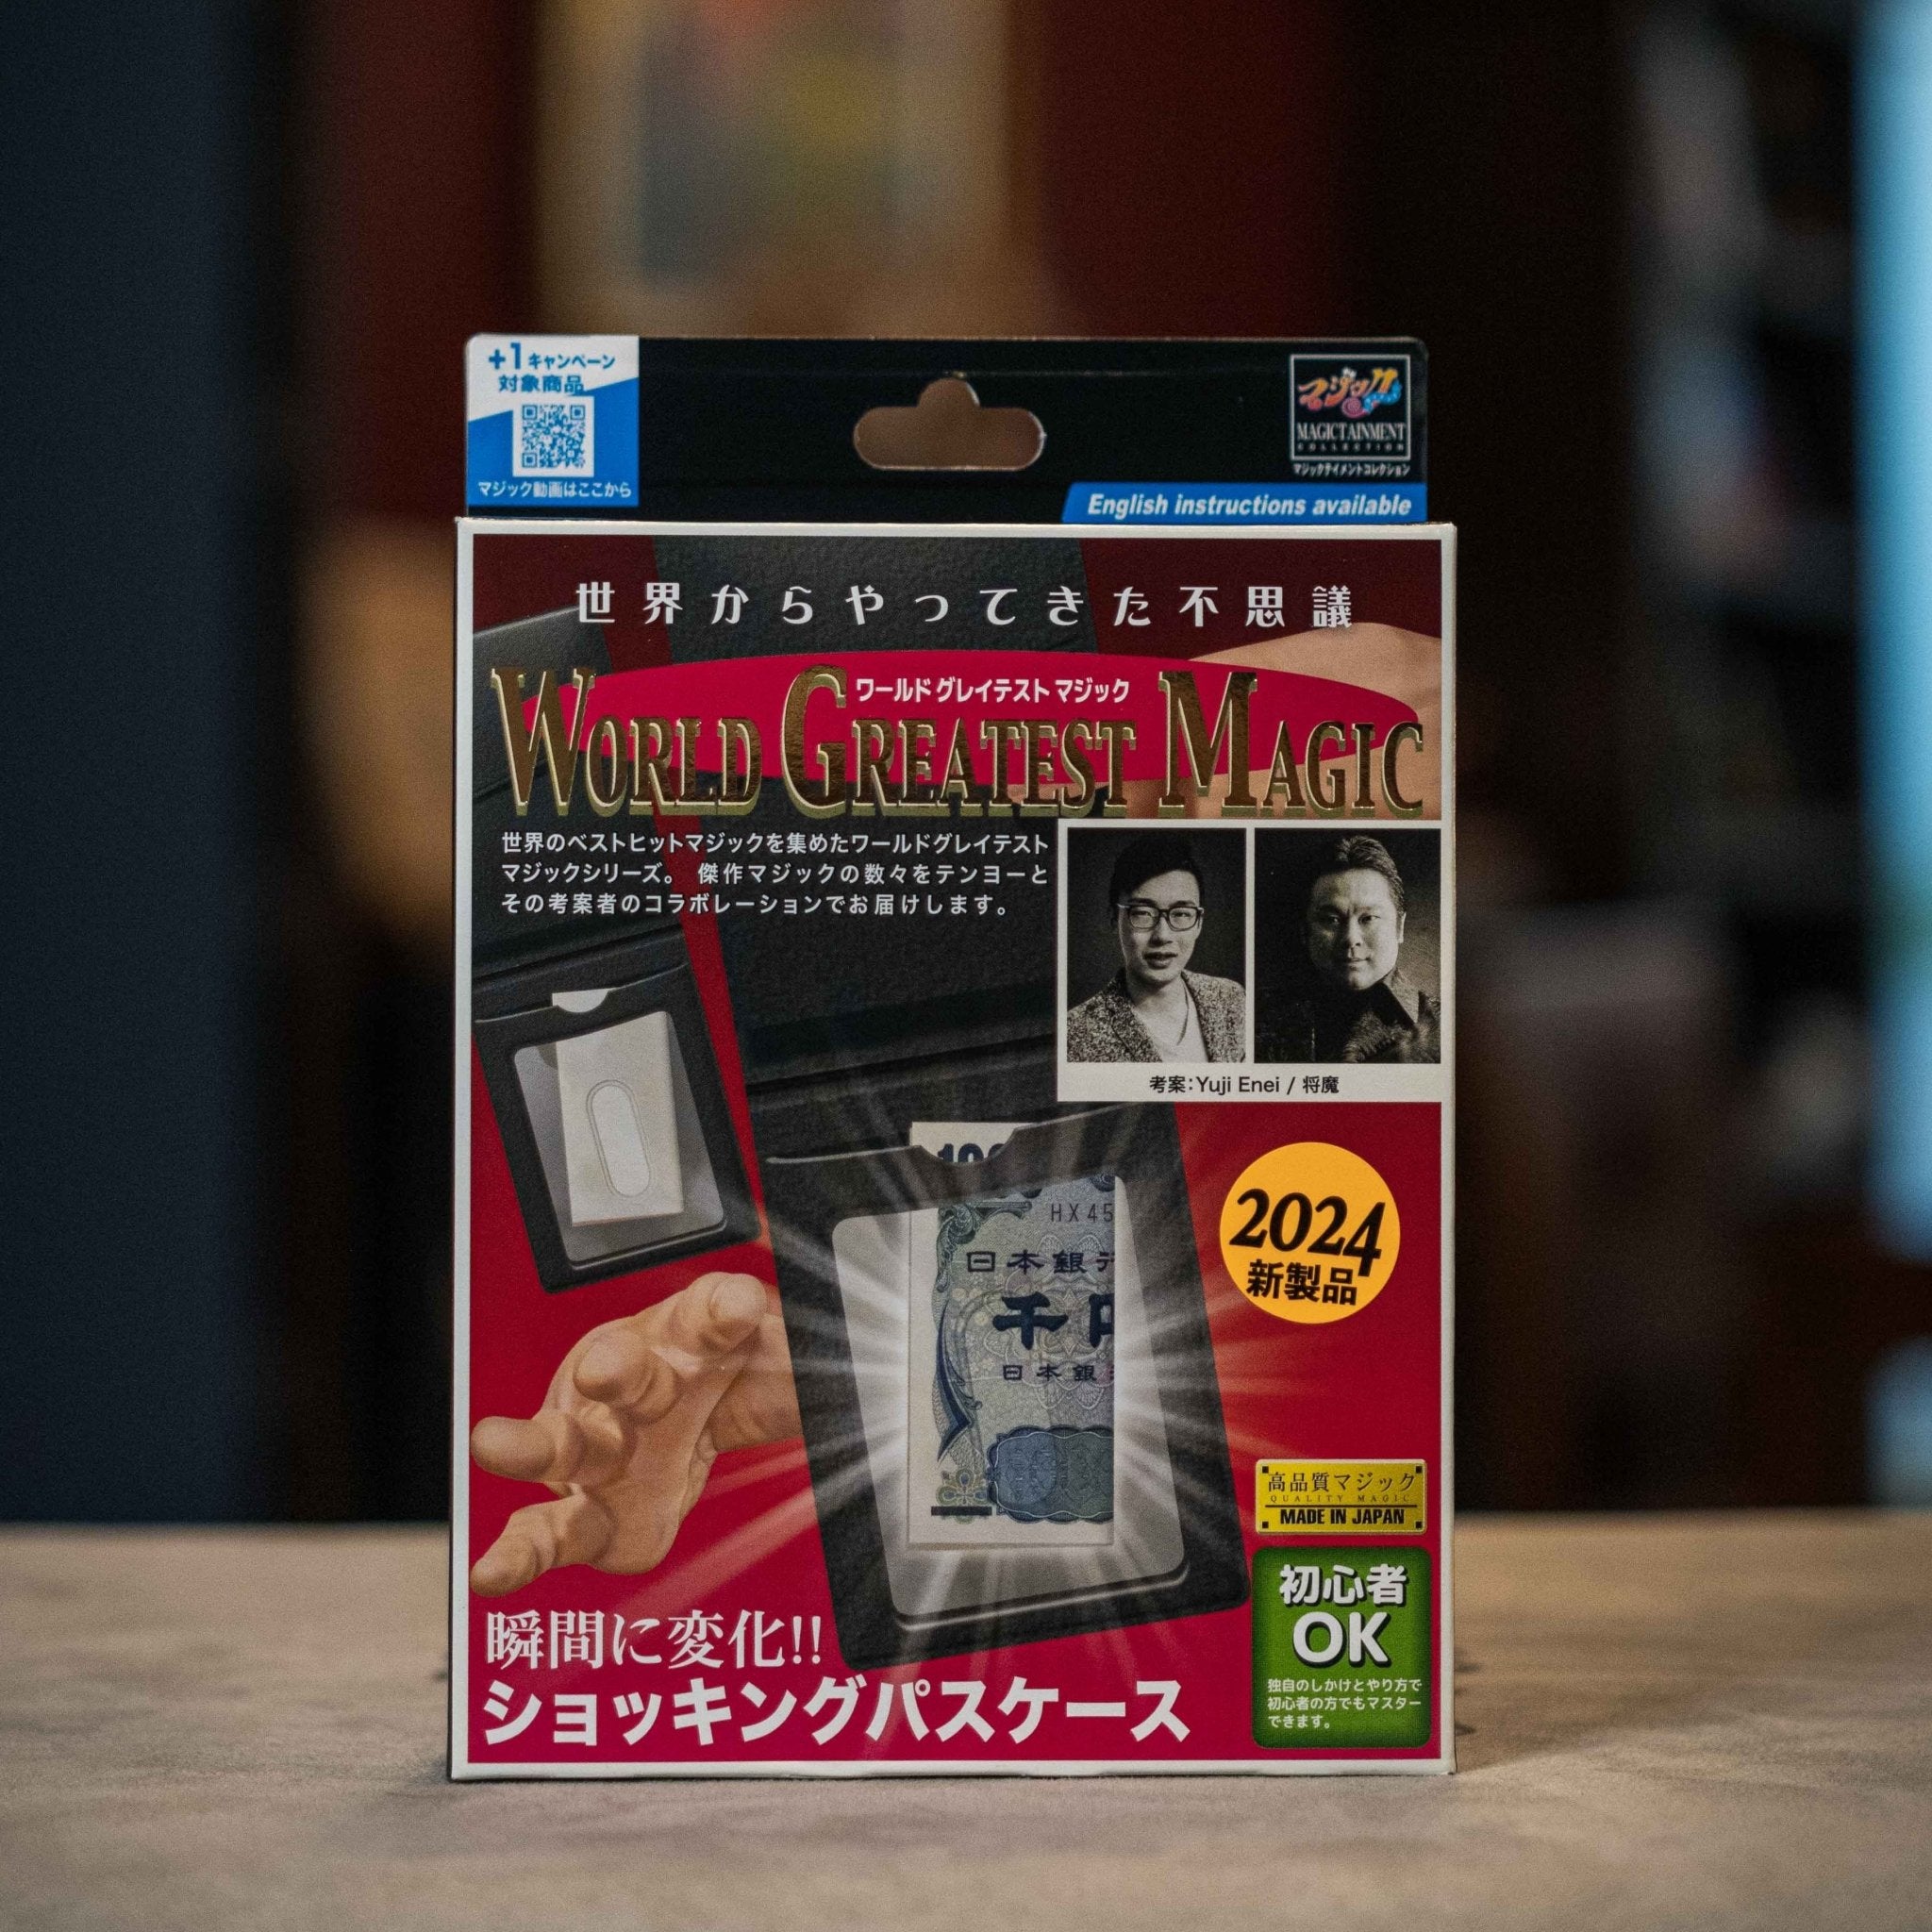 +1キャンペーン
対象商品
マジック動画はここから
マジック
MAGICTAINMENT
COLLECTION
マジックテイメントコレクション
English instructions available
世界からやってきた不思議
ワールドグレイテストマジック
WORLD GREATEST MAGIC
世界のベストヒットマジックを集めたワールドグレイテスト
マジックシリーズ。 傑作マジックの数々をテンヨーと
その考案者のコラボレーションでお届けします。
考案：Yuji Enei / 将魔
HX45
日本銀行
千円
日本銀
2024
新製品
高品質マジック
QUALITY MAGIC
MADE IN JAPAN
初心者
OK
独自のしかけとやり方で
初心者の方でもマスター
できます。
瞬間に変化!!
ショッキングパスケース